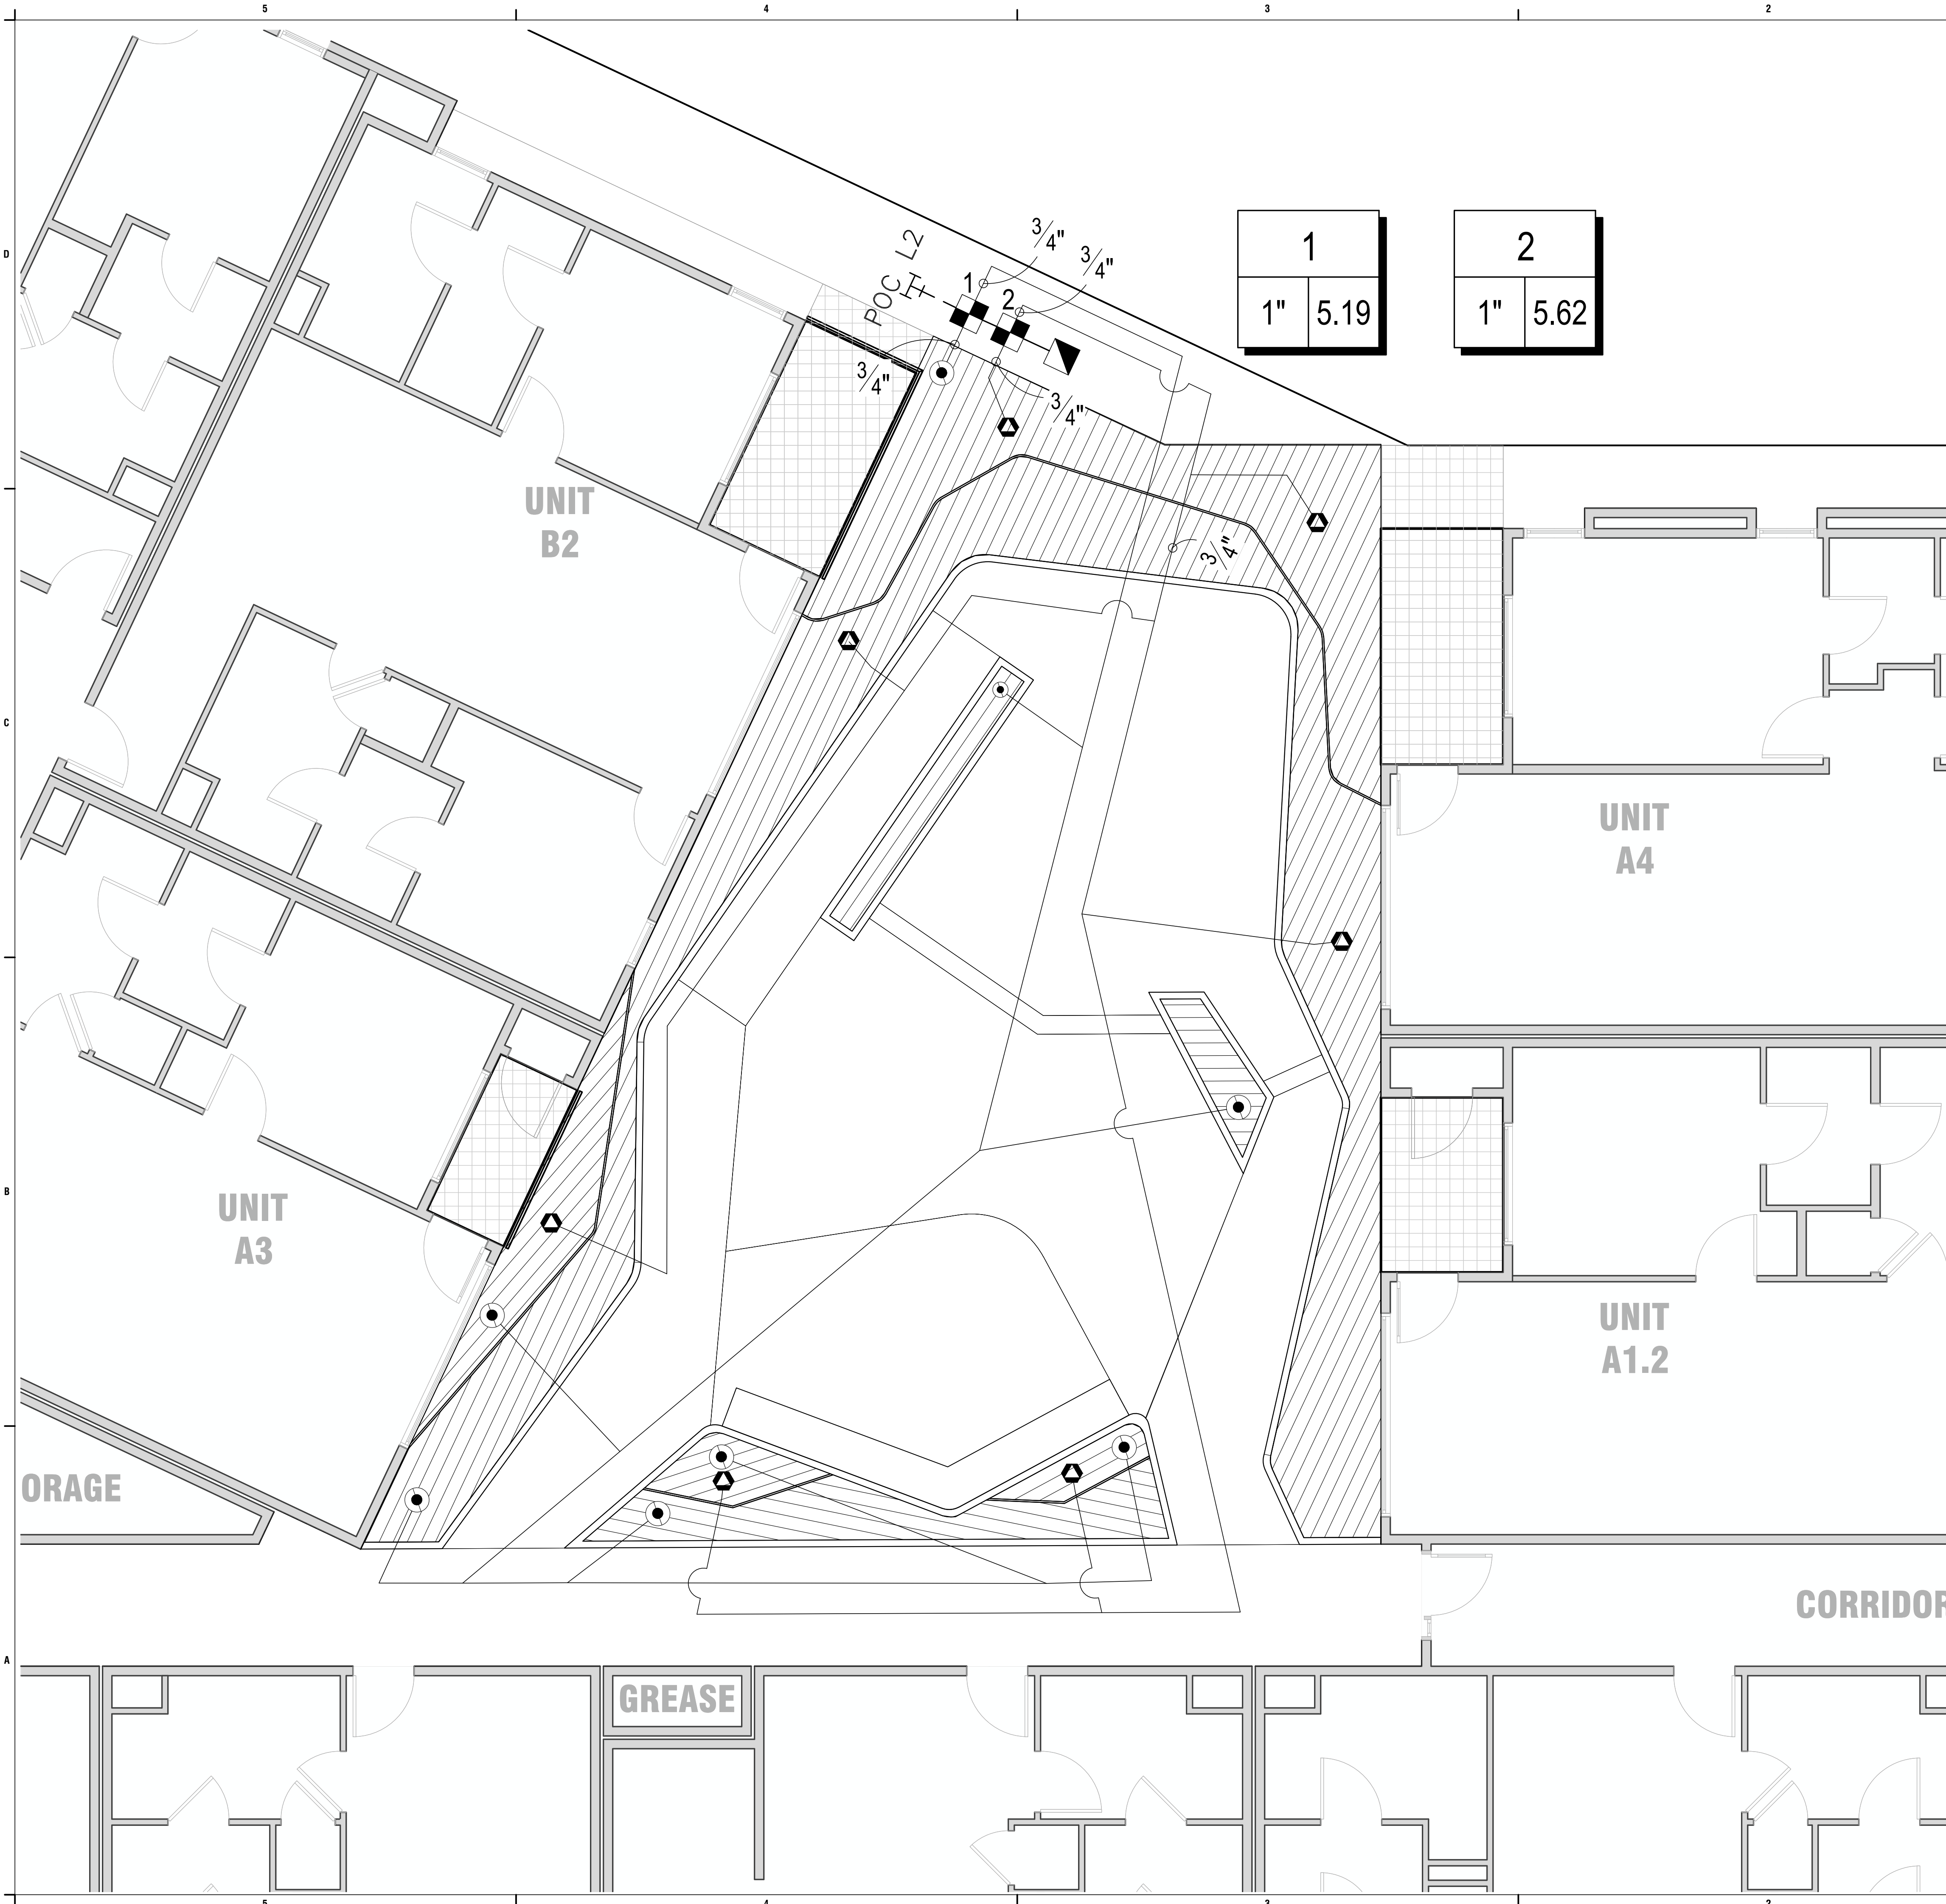 5 4 3 2
D
C
B
A
POC L2
1
2
3/4"
3/4"
3/4"
3/4"
3/4"
1
1" 5.19
2
1" 5.62
UNIT
B2
UNIT
A4
UNIT
A3
UNIT
A1.2
ORAGE
CORRIDOR
GREASE
5 4 3 2